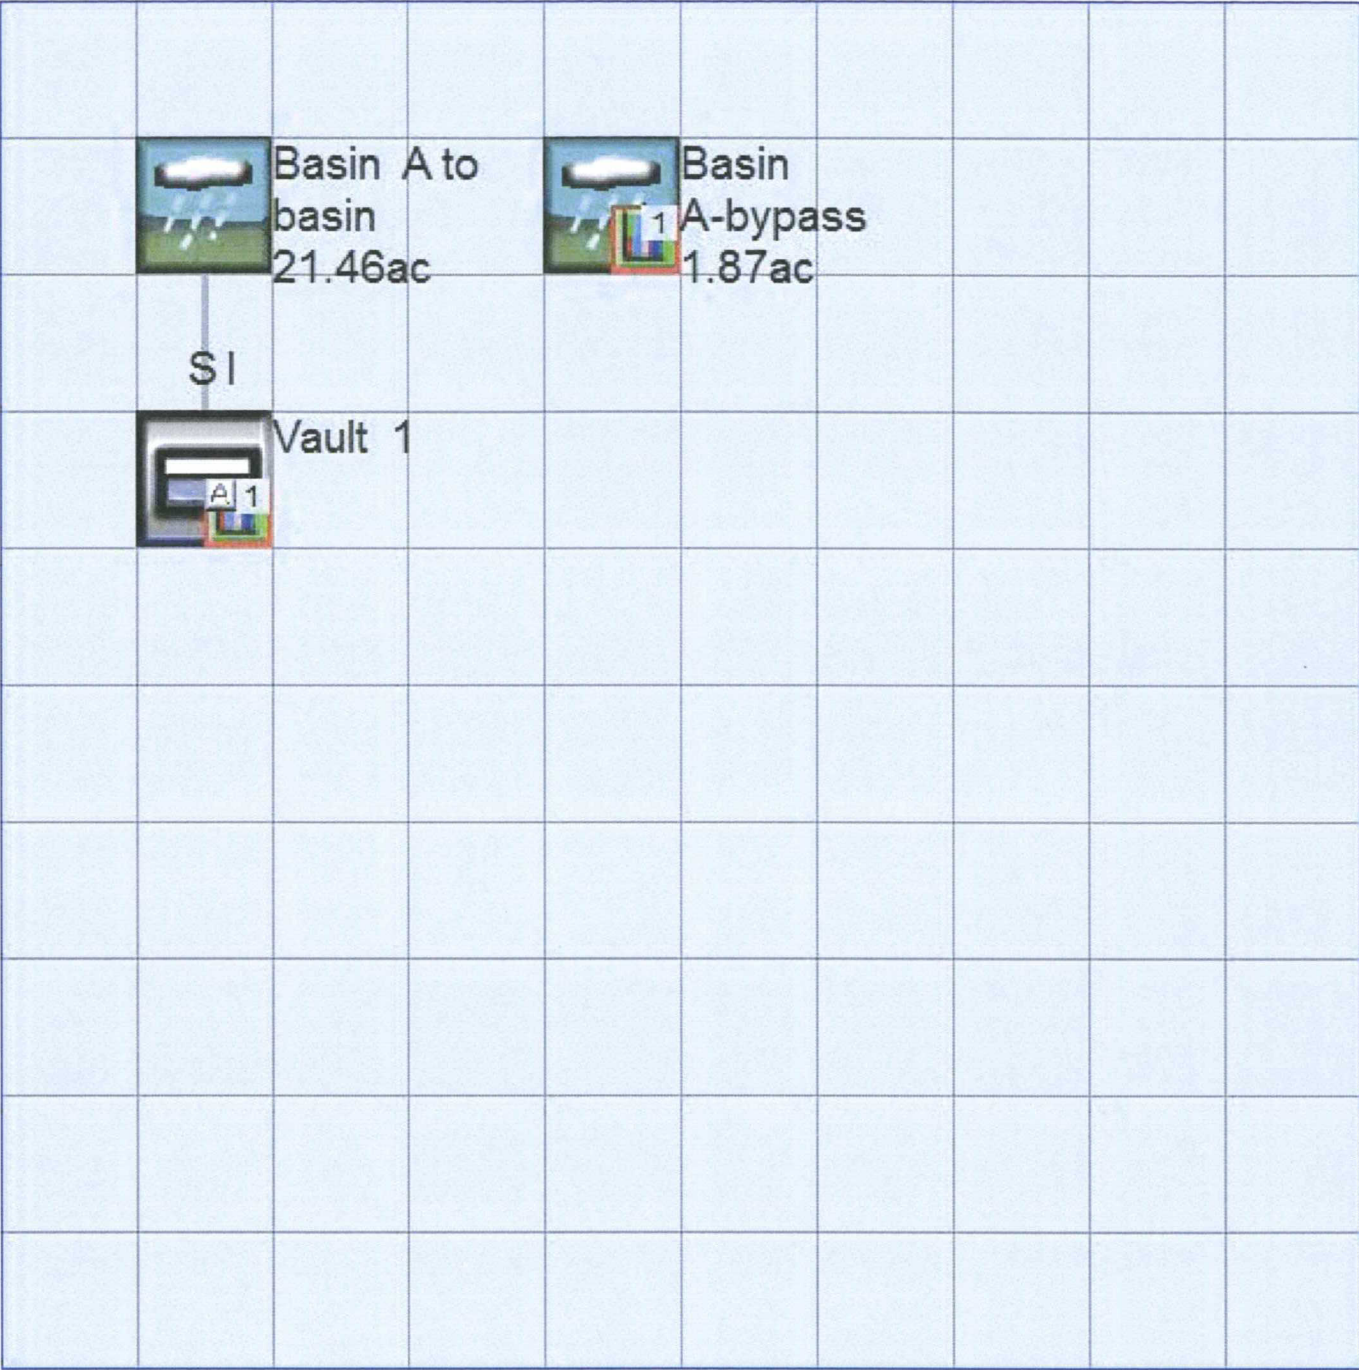 Basin A to
basin
21.46ac
Basin
A-bypass
1.87ac
1
S I
Vault 1
A 1